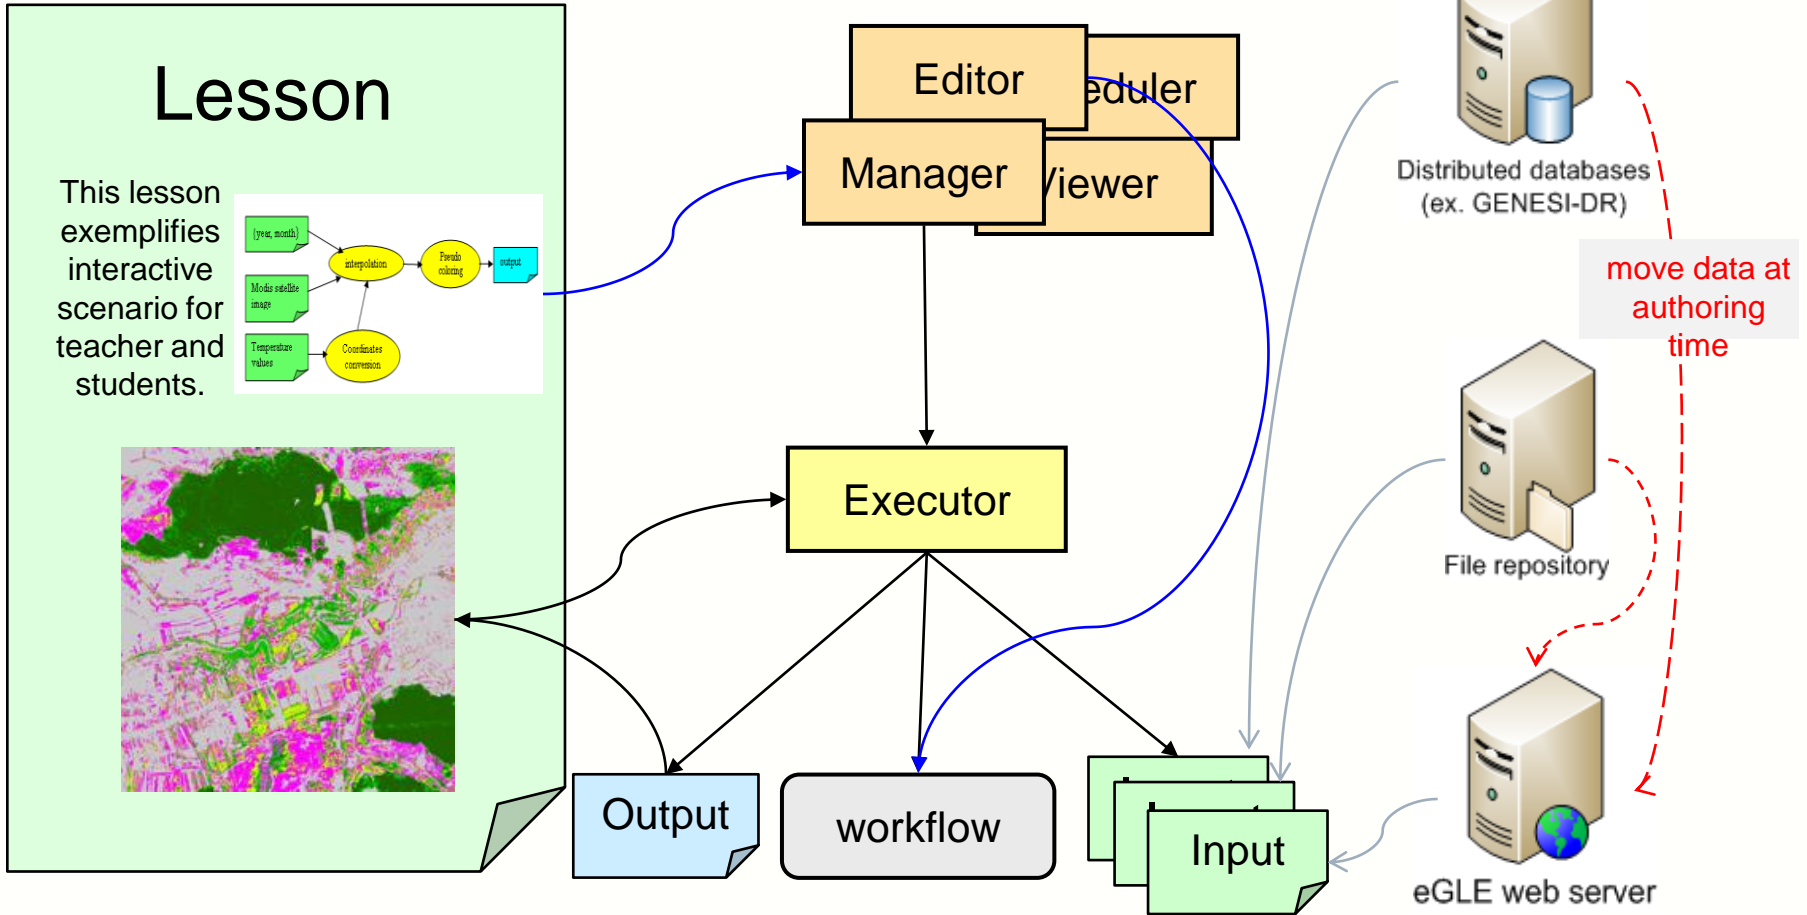 Lesson
This lesson
exemplifies
interactive
scenario for
teacher and
students.
{year, month}
Modis satellite
image
Temperature
values
interpolation
Coordinates
conversion
Pseudo
coloring
output
Editor
Manager
Executor
Output
workflow
Input
Distributed databases
(ex. GENESI-DR)
move data at
authoring
time
File repository
eGLE web server